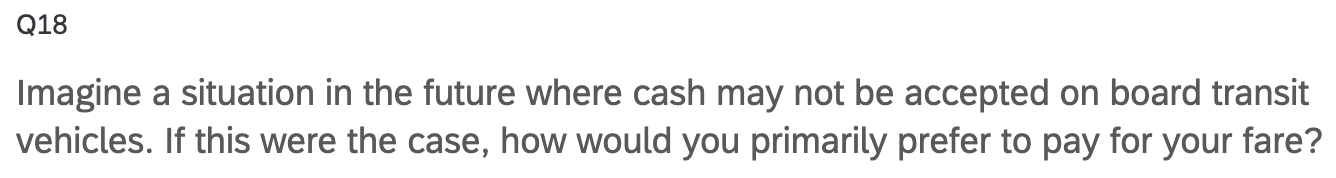 Q18
Imagine a situation in the future where cash may not be accepted on board transit
vehicles. If this were the case, how would you primarily prefer to pay for your fare?